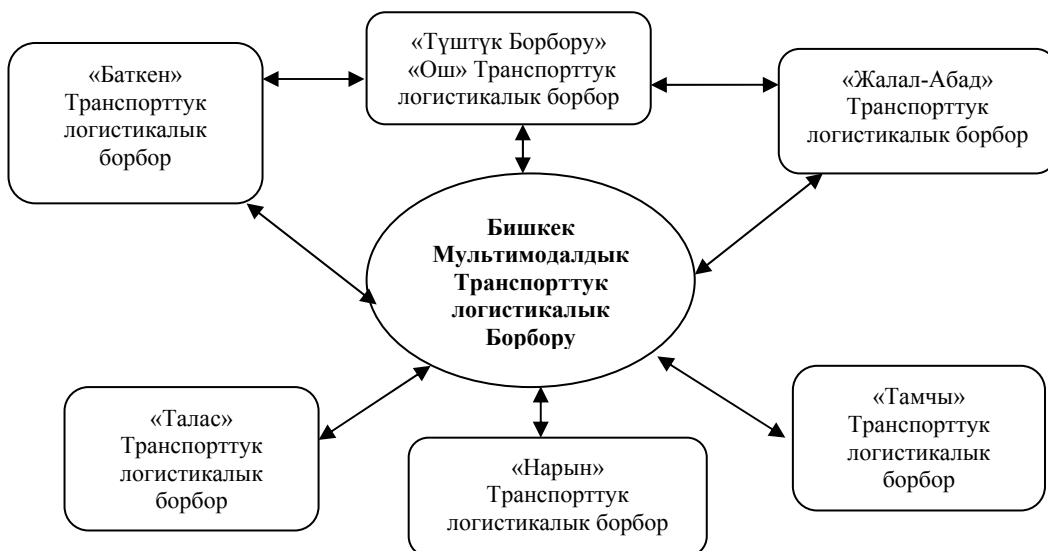 «Баткен»
Транспорттук
логистикалык
борбор
«Түштүк Борбору»
«Ош» Транспорттук
логистикалык борбор
«Жалал-Абад»
Транспорттук
логистикалык борбор
Бишкек
Мультимодалдык
Транспорттук
логистикалык
Борбору
«Талас»
Транспорттук
логистикалык
борбор
«Нарын»
Транспорттук
логистикалык борбор
«Тамчы»
Транспорттук
логистикалык
борбор